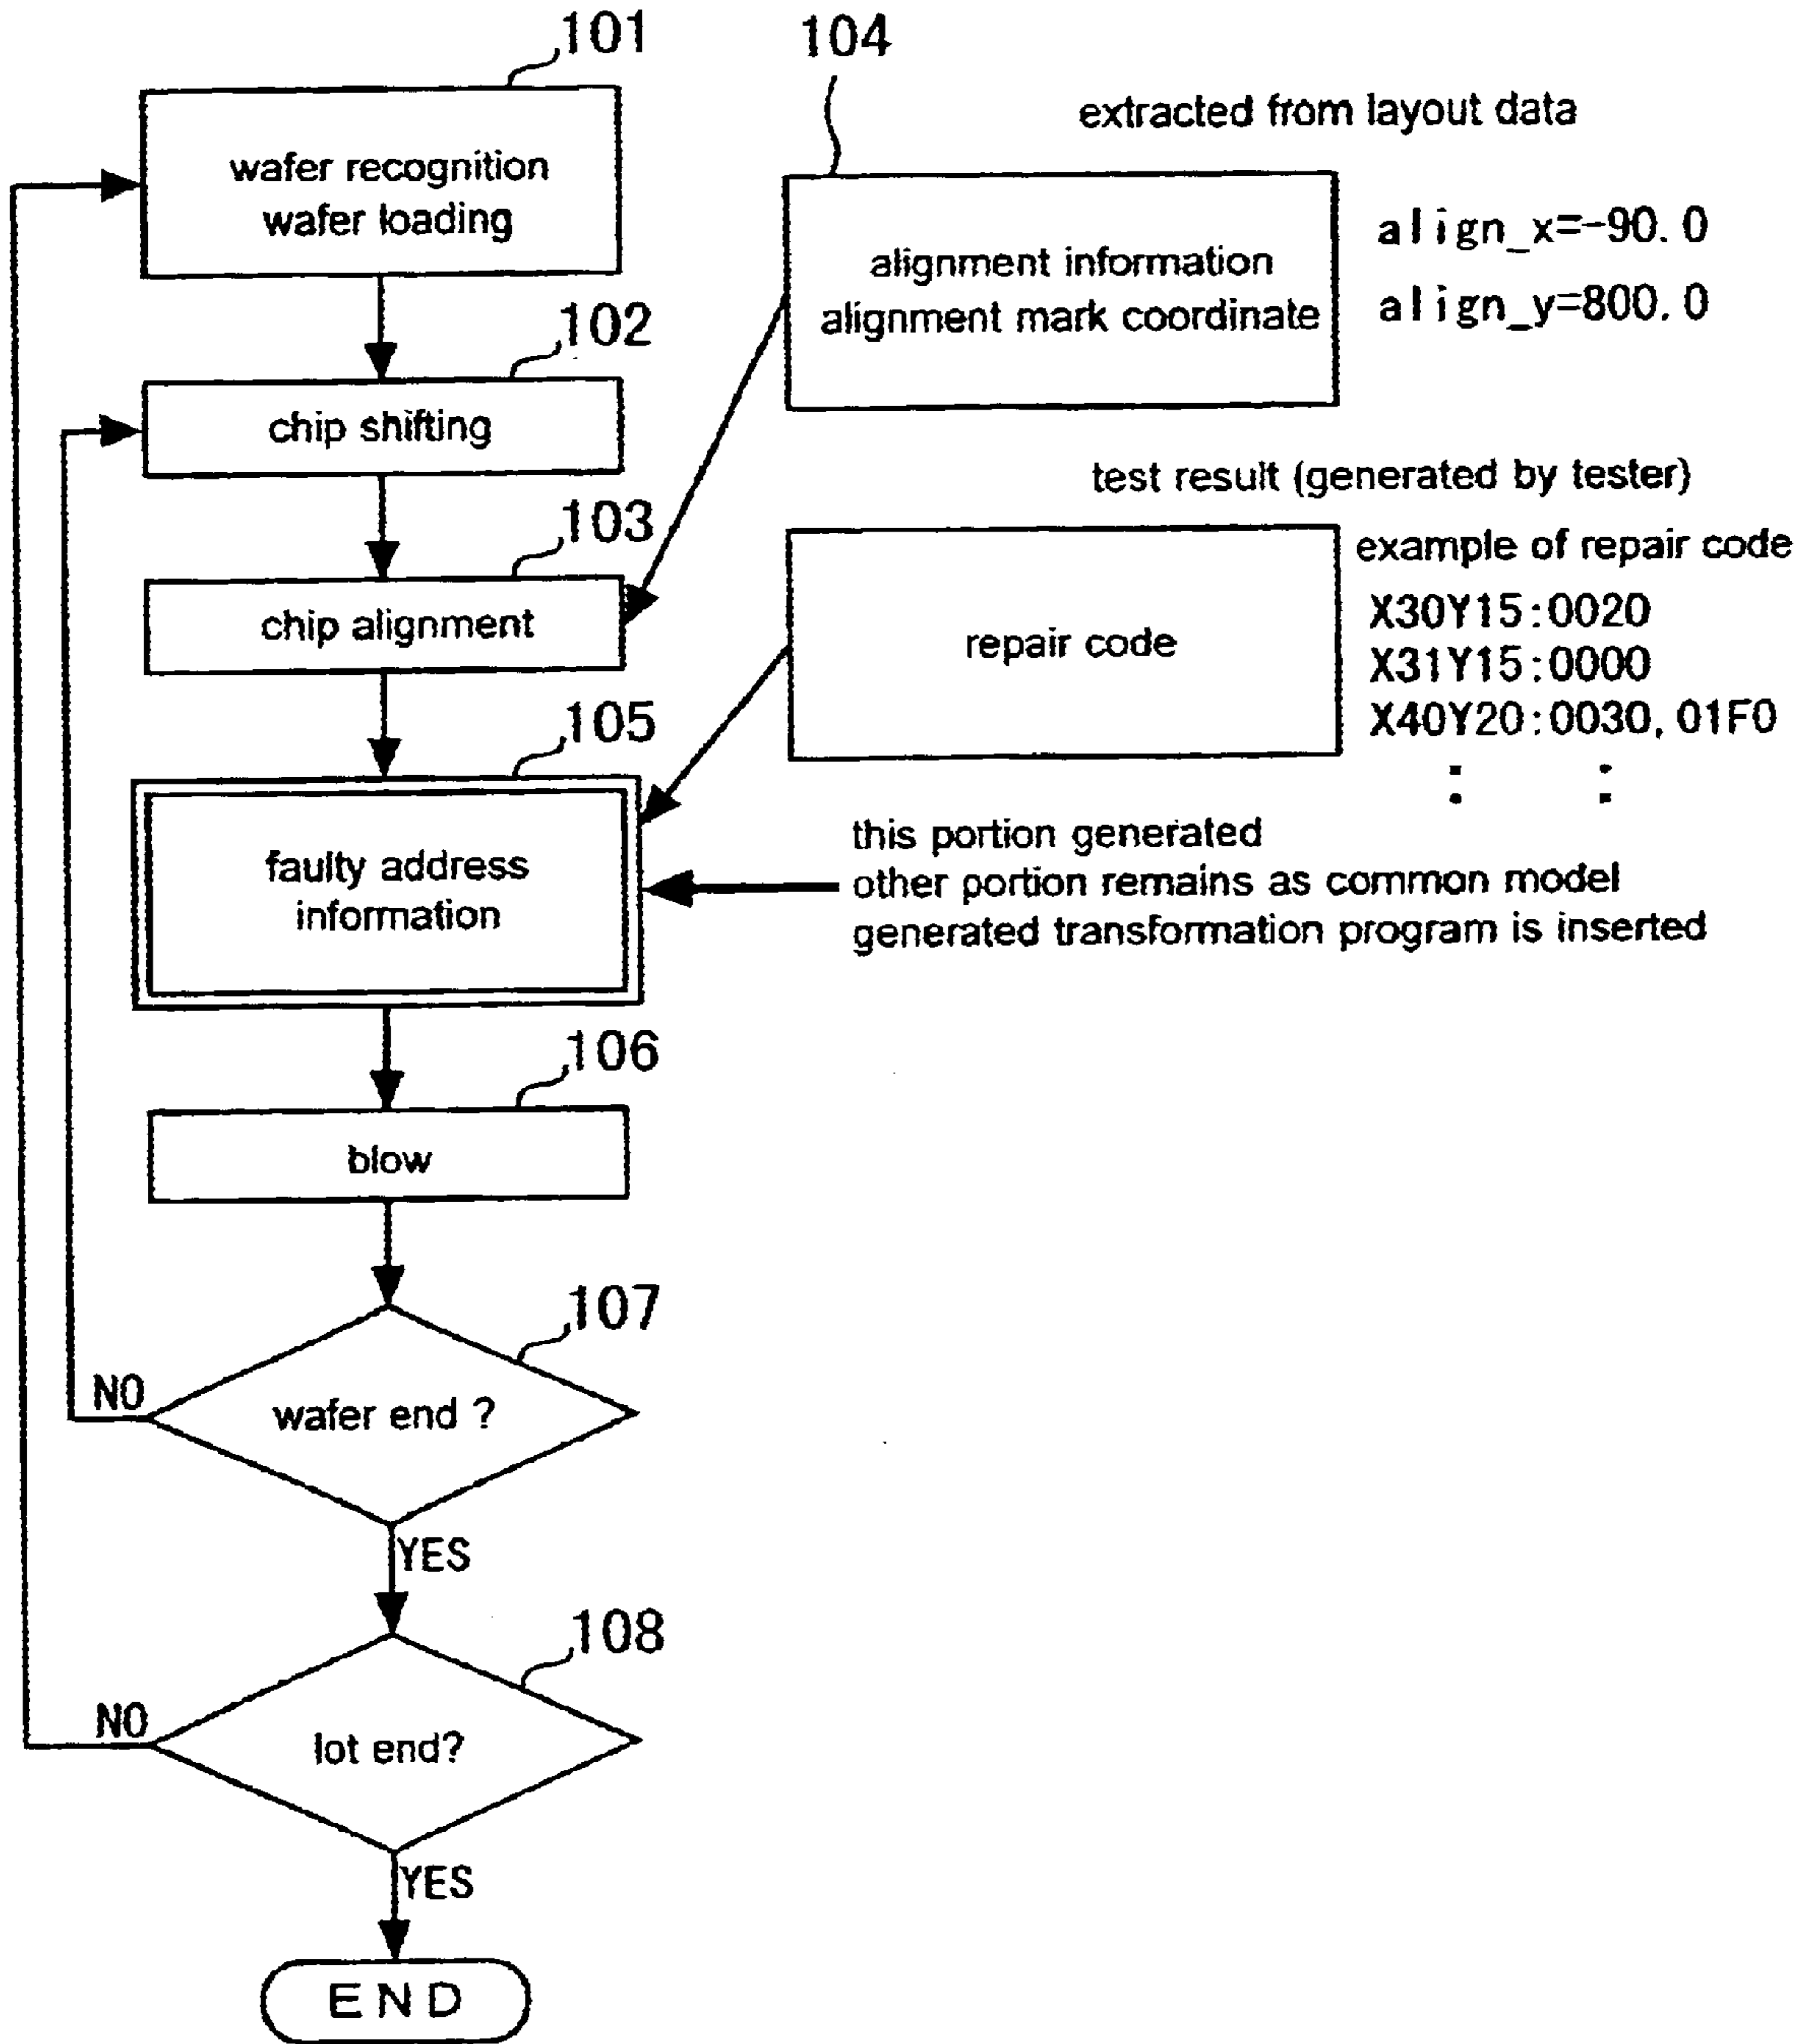 101
wafer recognition
wafer loading
102
chip shifting
103
chip alignment
104
extracted from layout data
alignment information
alignment mark coordinate
align_x=-90.0
align_y=800.0
test result (generated by tester)
repair code
example of repair code
X30Y15:0020
X31Y15:0000
X40Y20:0030,01F0
: :
105
faulty address
information
this portion generated
other portion remains as common model
generated transformation program is inserted
106
blow
107
wafer end ?
NO
YES
108
lot end?
NO
YES
END